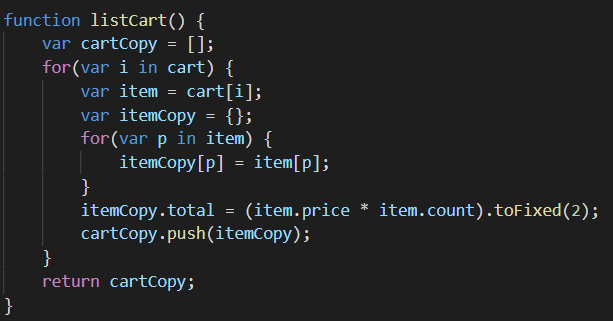 function listCart() {
    var cartCopy = [];
    for(var i in cart) {
        var item = cart[i];
        var itemCopy = {};
        for(var p in item) {
            itemCopy[p] = item[p];
        }
        itemCopy.total = (item.price * item.count).toFixed(2);
        cartCopy.push(itemCopy);
    }
    return cartCopy;
}